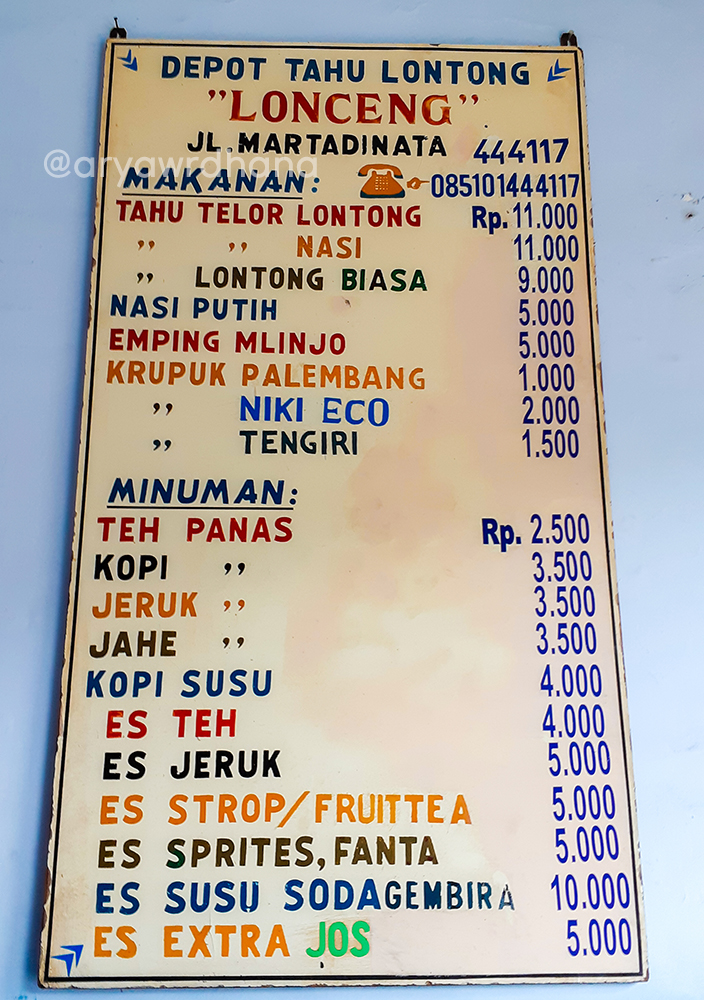 DEPOT TAHU LONTONG
"LONCENG"
JL. MARTADINATA 444117
@aryawrdhana
MAKANAN: 085101444117
TAHU TELOR LONTONG Rp. 11.000
" " NASI 11.000
" LONTONG BIASA 9.000
NASI PUTIH 5.000
EMPING MLINJO 5.000
KRUPUK PALEMBANG 1.000
" NIKI ECO 2.000
" TENGIRI 1.500
MINUMAN:
TEH PANAS Rp. 2.500
KOPI " 3.500
JERUK " 3.500
JAHE " 3.500
KOPI SUSU 4.000
ES TEH 4.000
ES JERUK 5.000
ES STROP/FRUITTEA 5.000
ES SPRITES, FANTA 5.000
ES SUSU SODAGEMBIRA 10.000
ES EXTRA JOS 5.000